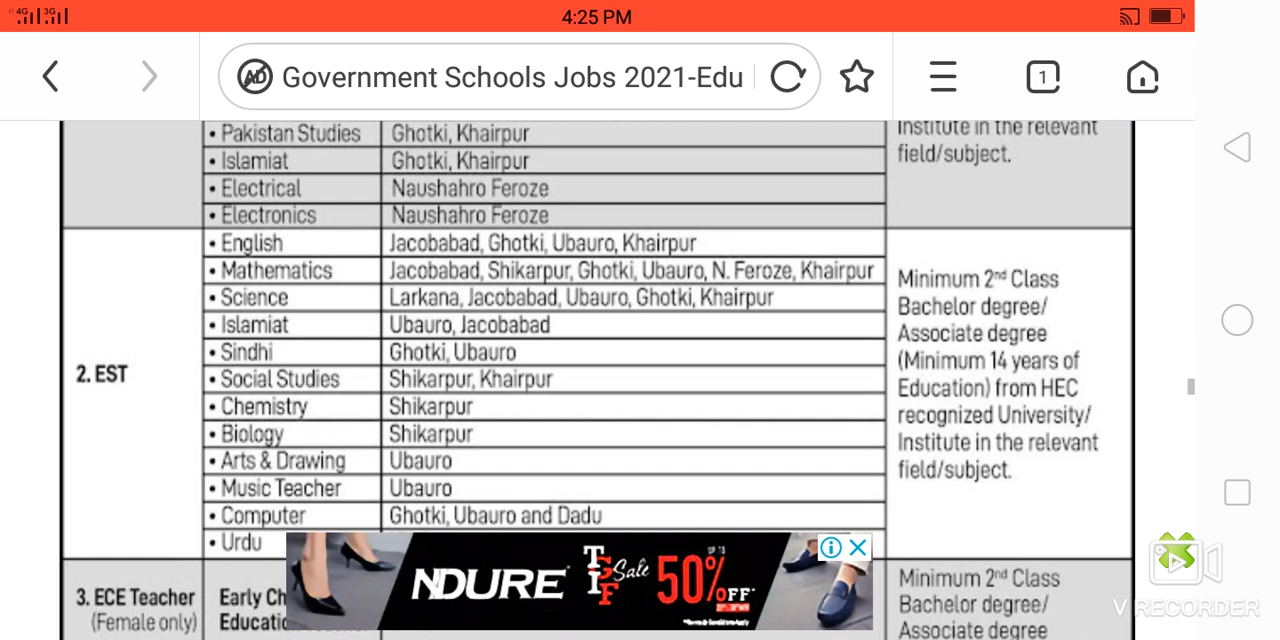 4G 3G 4:25 PM
Government Schools Jobs 2021-Edu 1
• Pakistan Studies Ghotki, Khairpur
Institute in the relevant
• Islamiat Ghotki, Khairpur
field/subject.
• Electrical Naushahro Feroze
• Electronics Naushahro Feroze
2. EST
• English Jacobabad, Ghotki, Ubauro, Khairpur
• Mathematics Jacobabad, Shikarpur, Ghotki, Ubauro, N. Feroze, Khairpur
• Science Larkana, Jacobabad, Ubauro, Ghotki, Khairpur
• Islamiat Ubauro, Jacobabad
• Sindhi Ghotki, Ubauro
• Social Studies Shikarpur, Khairpur
• Chemistry Shikarpur
• Biology Shikarpur
• Arts & Drawing Ubauro
• Music Teacher Ubauro
• Computer Ghotki, Ubauro and Dadu
• Urdu
Minimum 2nd Class
Bachelor degree/
Associate degree
(Minimum 14 years of
Education) from HEC
recognized University/
Institute in the relevant
field/subject.
NDURE TGIF Sale UP TO 50% OFF
3. ECE Teacher
(Female only)
Early Ch
Educatio
Minimum 2nd Class
Bachelor degree/
Associate degree
V RECORDER